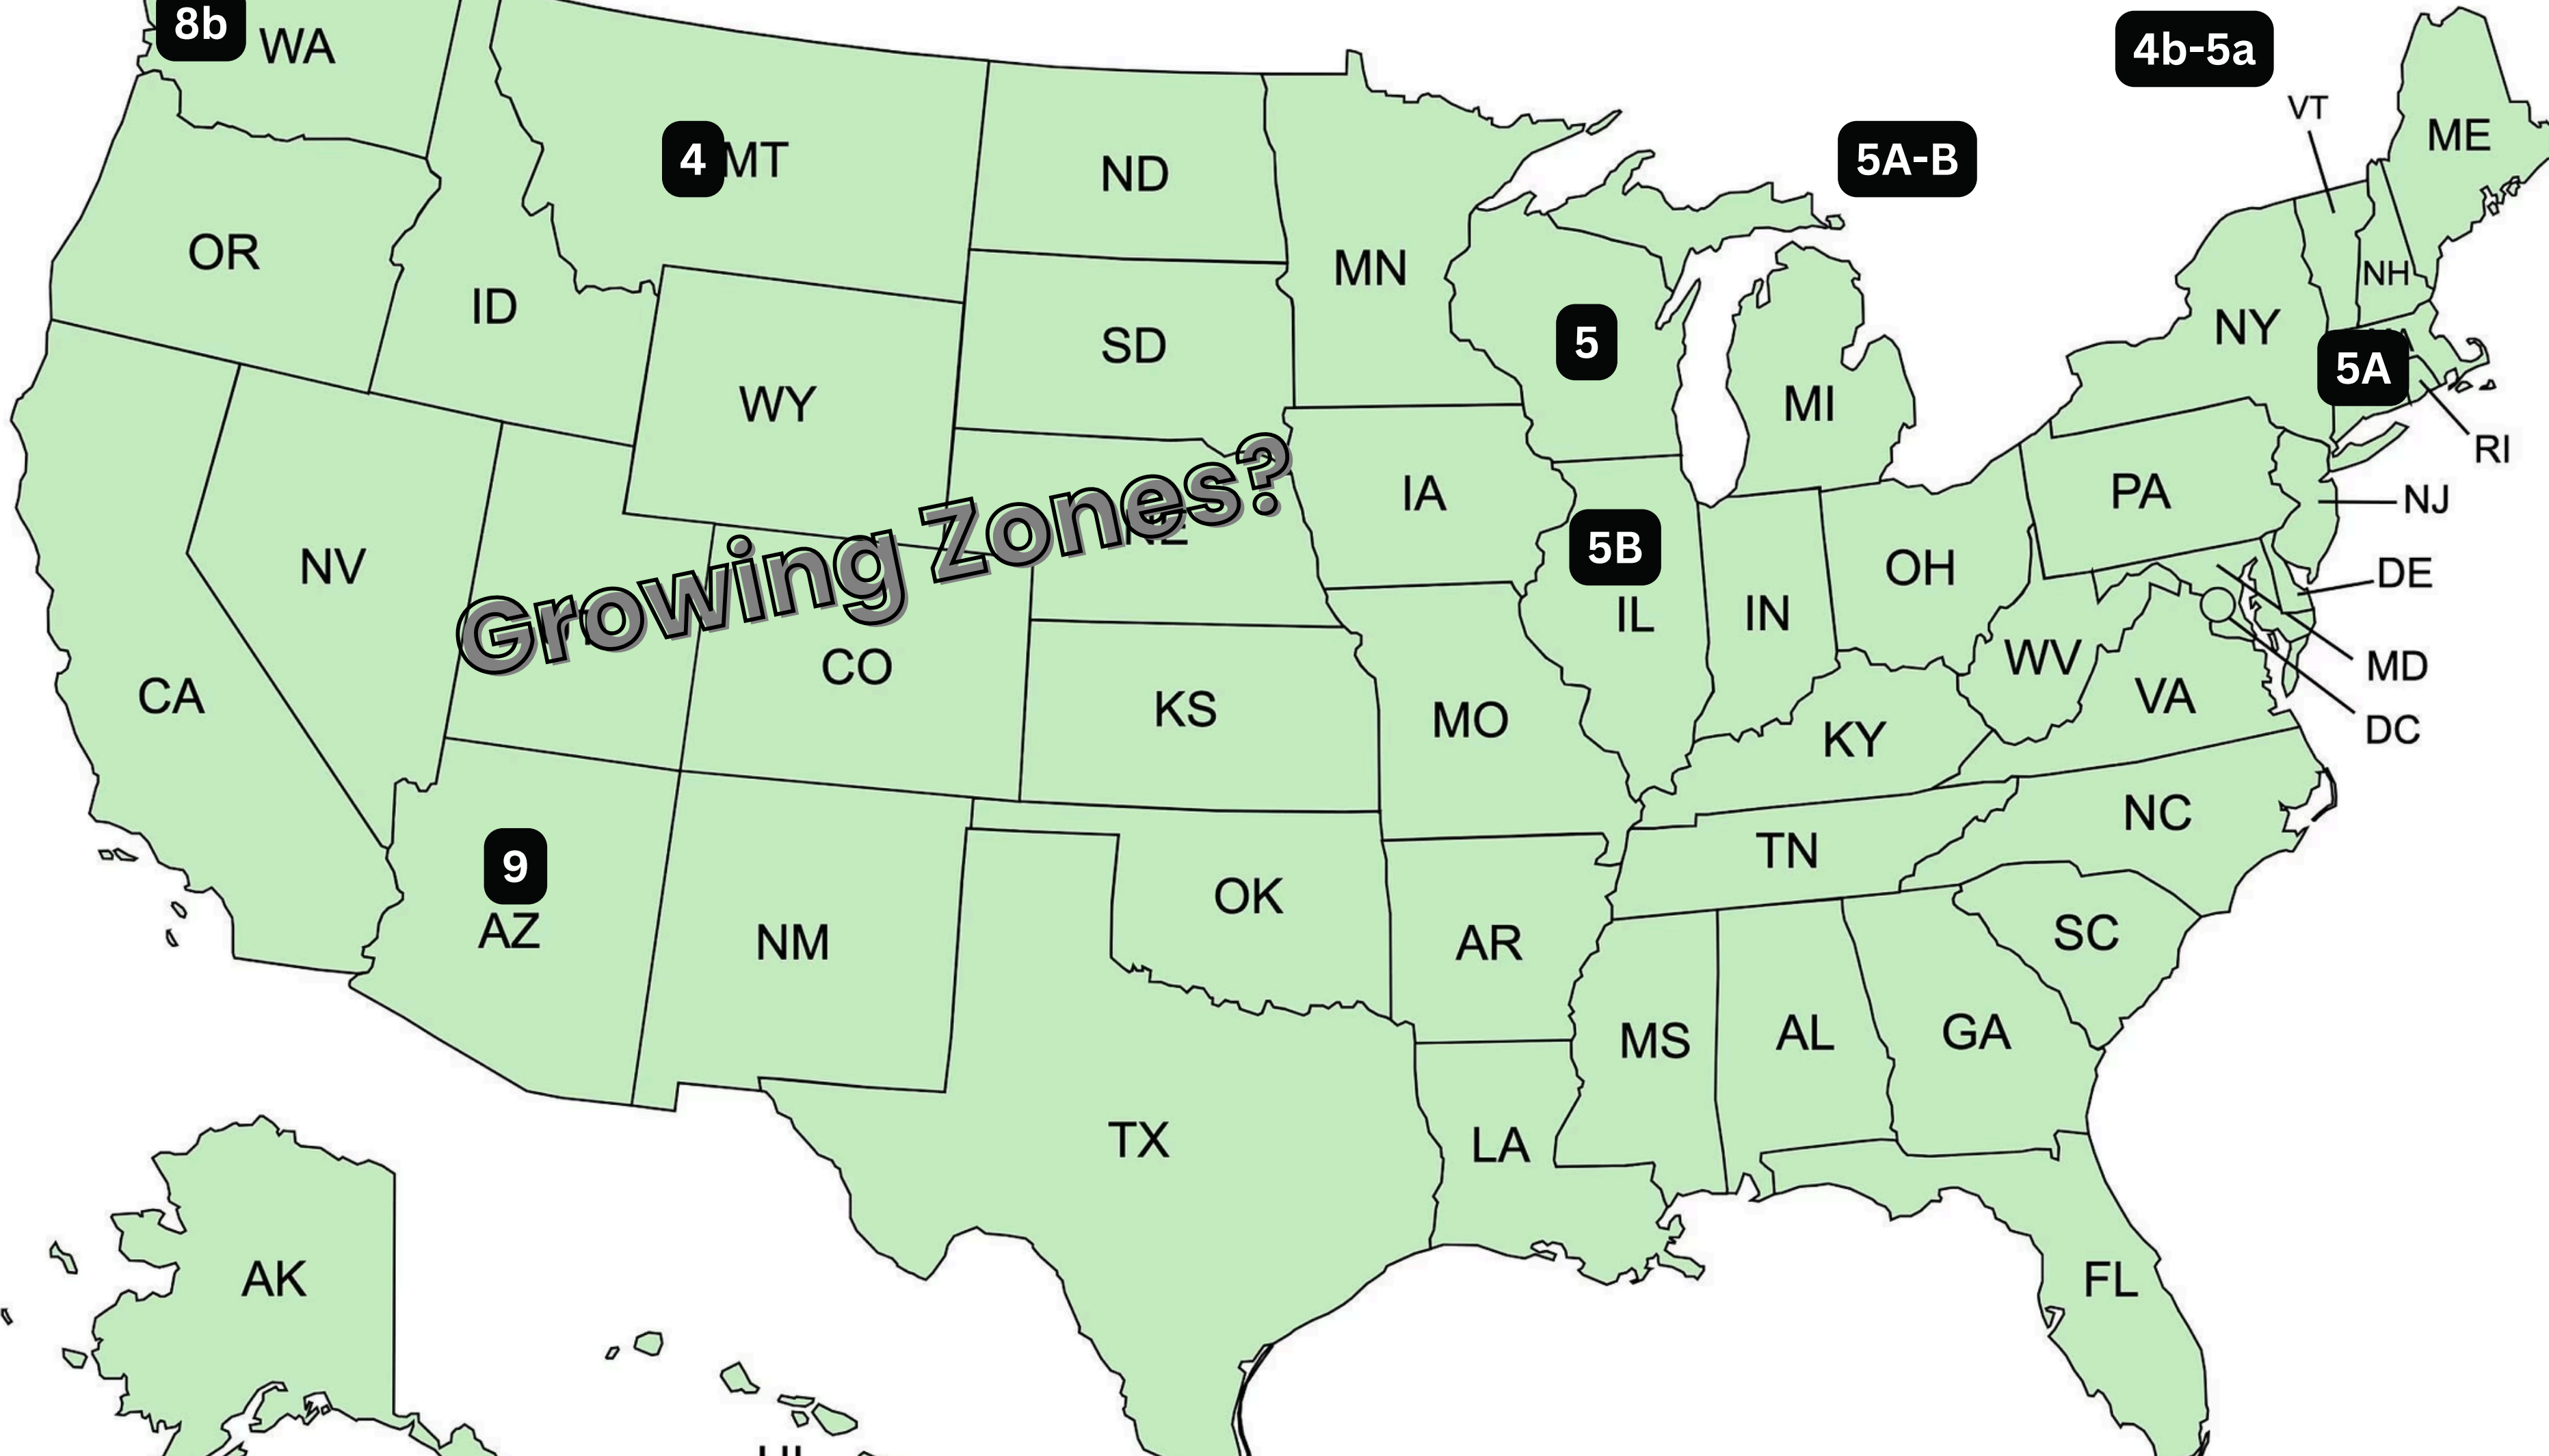 8b
WA
4b-5a
VT
ME
4
MT
5A-B
ND
OR
MN
NH
ID
NY
SD
5
5A
WY
MI
RI
Growing Zones?
IA
PA
NJ
NE
NV
5B
OH
DE
IL
IN
CO
WV
MD
CA
KS
MO
VA
DC
KY
NC
TN
9
AZ
OK
NM
AR
SC
MS
AL
GA
TX
LA
AK
FL